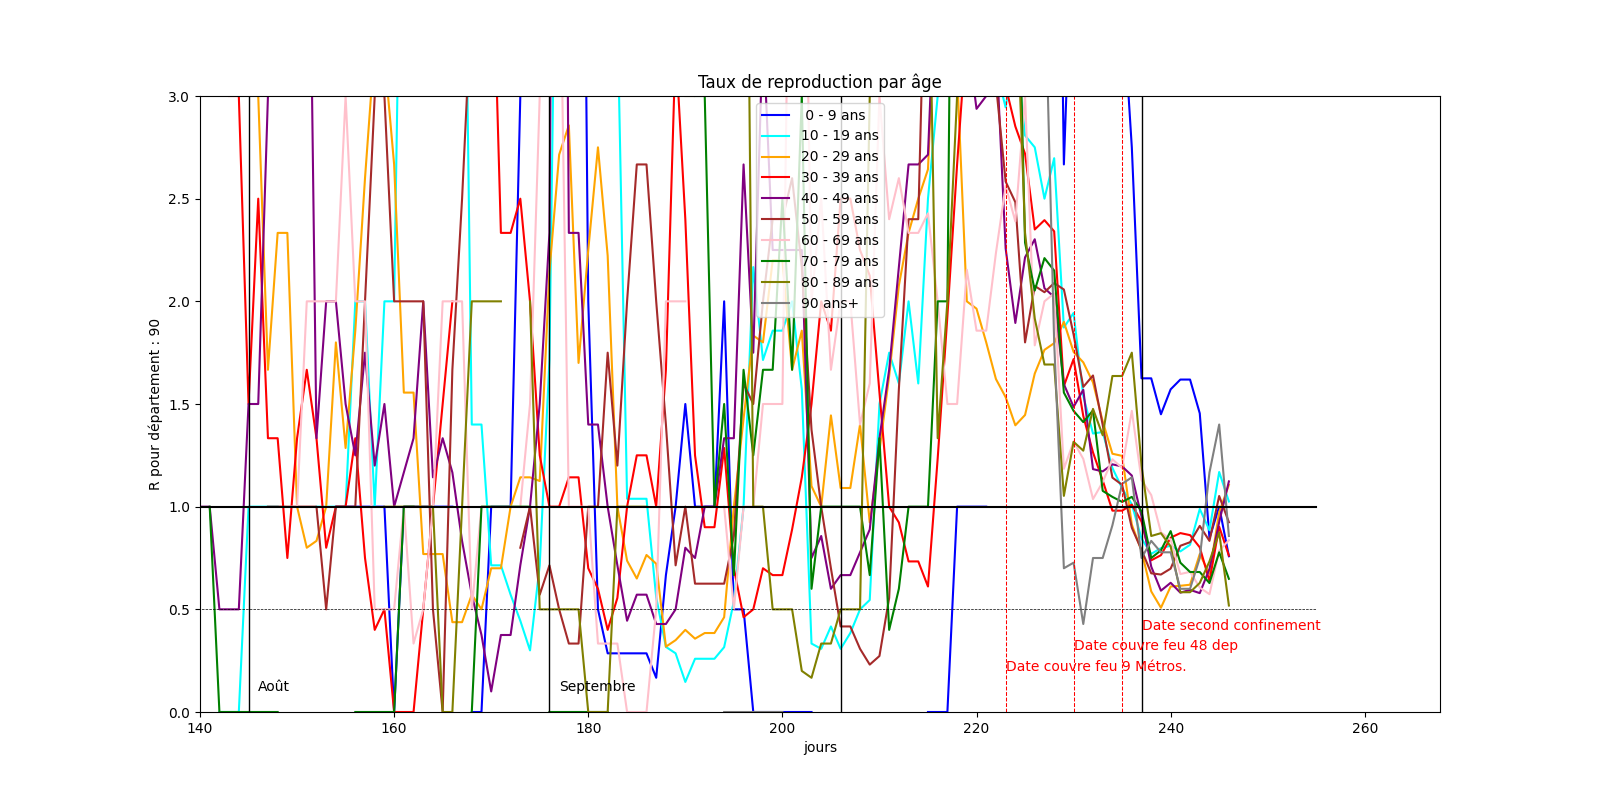 Taux de reproduction par âge
R pour département : 90
3.0
2.5
2.0
1.5
1.0
0.5
0.0
0 - 9 ans
10 - 19 ans
20 - 29 ans
30 - 39 ans
40 - 49 ans
50 - 59 ans
60 - 69 ans
70 - 79 ans
80 - 89 ans
90 ans+
Date second confinement
Date couvre feu 48 dep
Date couvre feu 9 Métros.
Août
Septembre
140
160
180
200
220
240
260
jours